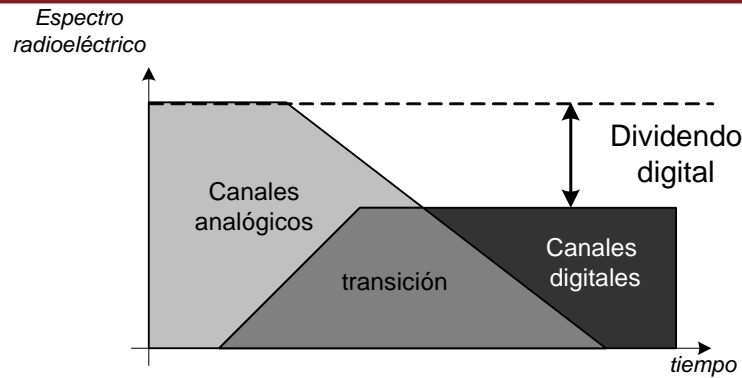 Espectro
radioeléctrico
Dividendo
digital
Canales
analógicos
Canales
digitales
transición
tiempo